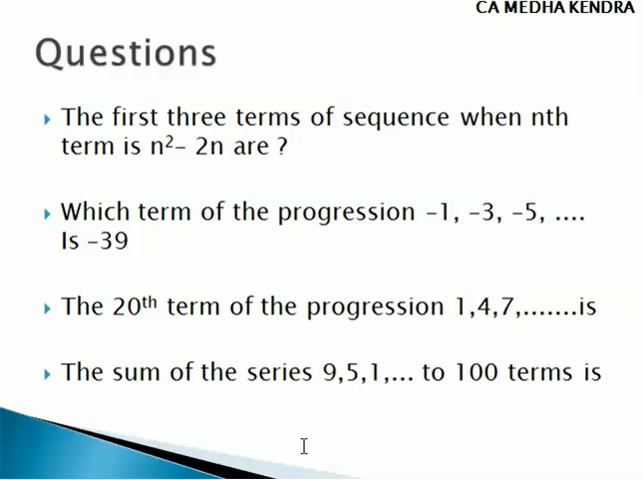 CA MEDHA KENDRA
Questions
The first three terms of sequence when nth
term is n²– 2n are ?
Which term of the progression –1, –3, –5, ....
Is –39
The 20th term of the progression 1,4,7,.......is
The sum of the series 9,5,1,... to 100 terms is